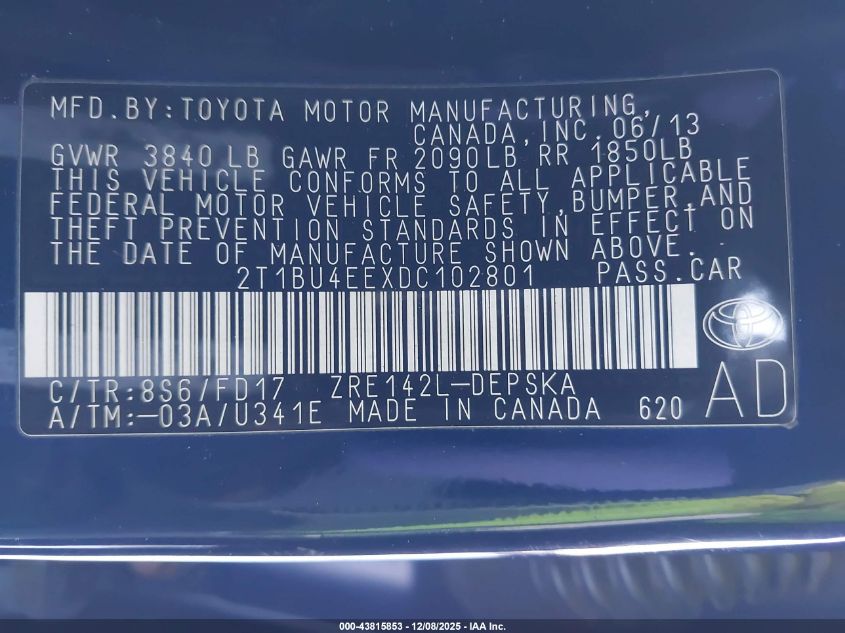 MFD.BY:TOYOTA MOTOR MANUFACTURING,
CANADA,INC. 06/13
GVWR 3840 LB GAWR FR 2090LB RR 1850LB
THIS VEHICLE CONFORMS TO ALL APPLICABLE
FEDERAL MOTOR VEHICLE SAFETY,BUMPER,AND
THEFT PREVENTION STANDARDS IN EFFECT ON
THE DATE OF MANUFACTURE SHOWN ABOVE.
2T1BU4EEXDC102801 PASS.CAR
C/TR:8S6/FD17 ZRE142L-DEPSKA
A/TM:-03A/U341E MADE IN CANADA 620
AD
000-43815853 - 12/08/2025 - IAA Inc.